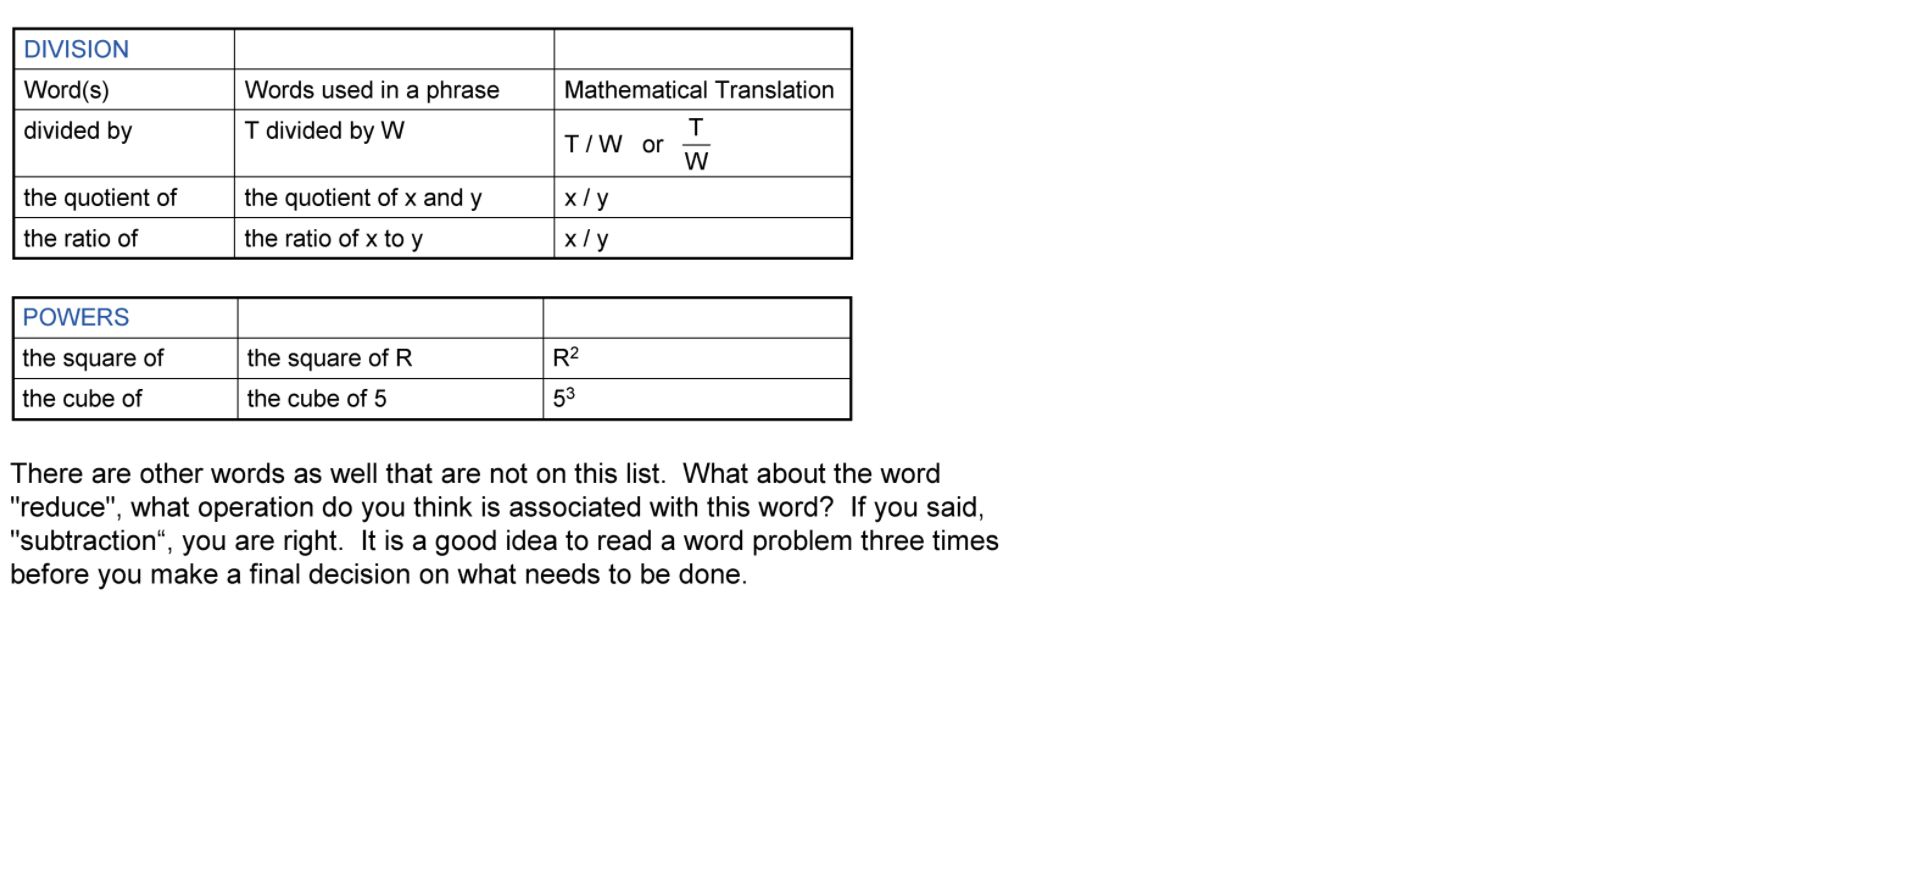 DIVISION
Word(s) Words used in a phrase Mathematical Translation
divided by T divided by W T / W or T/W
the quotient of the quotient of x and y x / y
the ratio of the ratio of x to y x / y
POWERS
the square of the square of R R²
the cube of the cube of 5 5³
There are other words as well that are not on this list. What about the word
"reduce", what operation do you think is associated with this word? If you said,
"subtraction“, you are right. It is a good idea to read a word problem three times
before you make a final decision on what needs to be done.